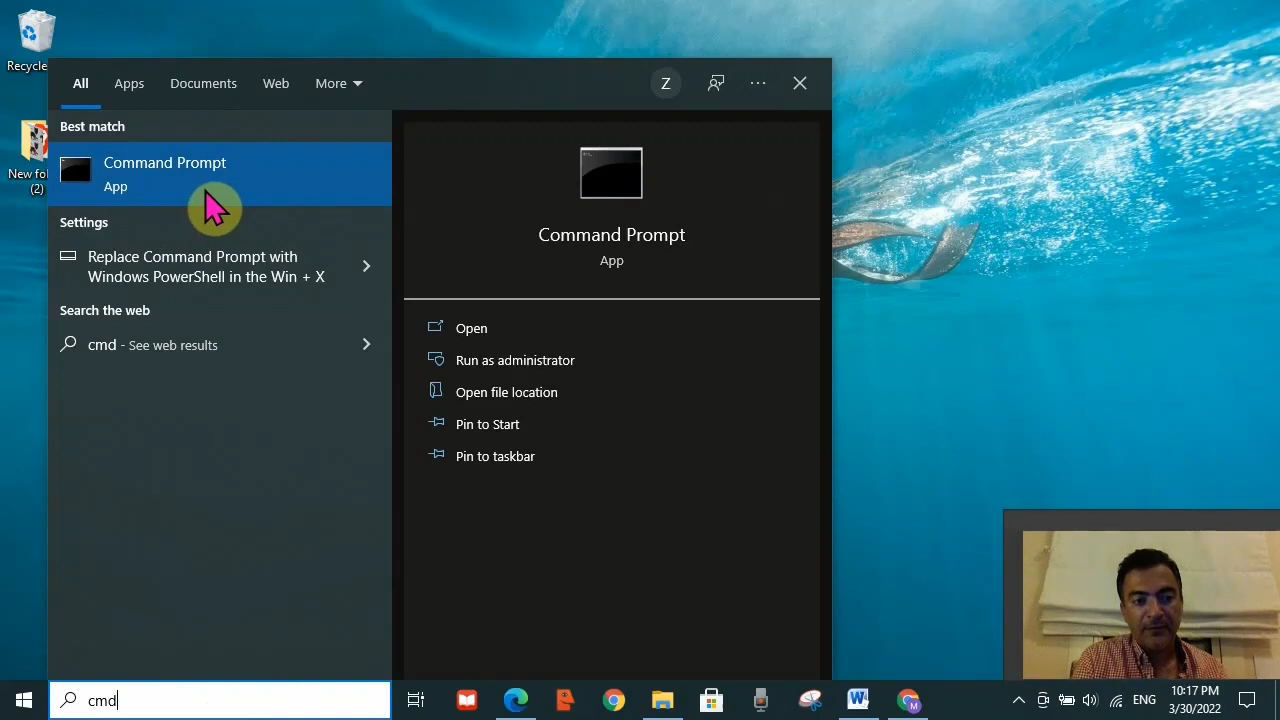 Recycle
New fol
(2)
All
Apps
Documents
Web
More
Z
Best match
Command Prompt
App
Settings
Replace Command Prompt with
Windows PowerShell in the Win + X
Search the web
cmd - See web results
Command Prompt
App
Open
Run as administrator
Open file location
Pin to Start
Pin to taskbar
cmd
W
M
ENG
10:17 PM
3/30/2022